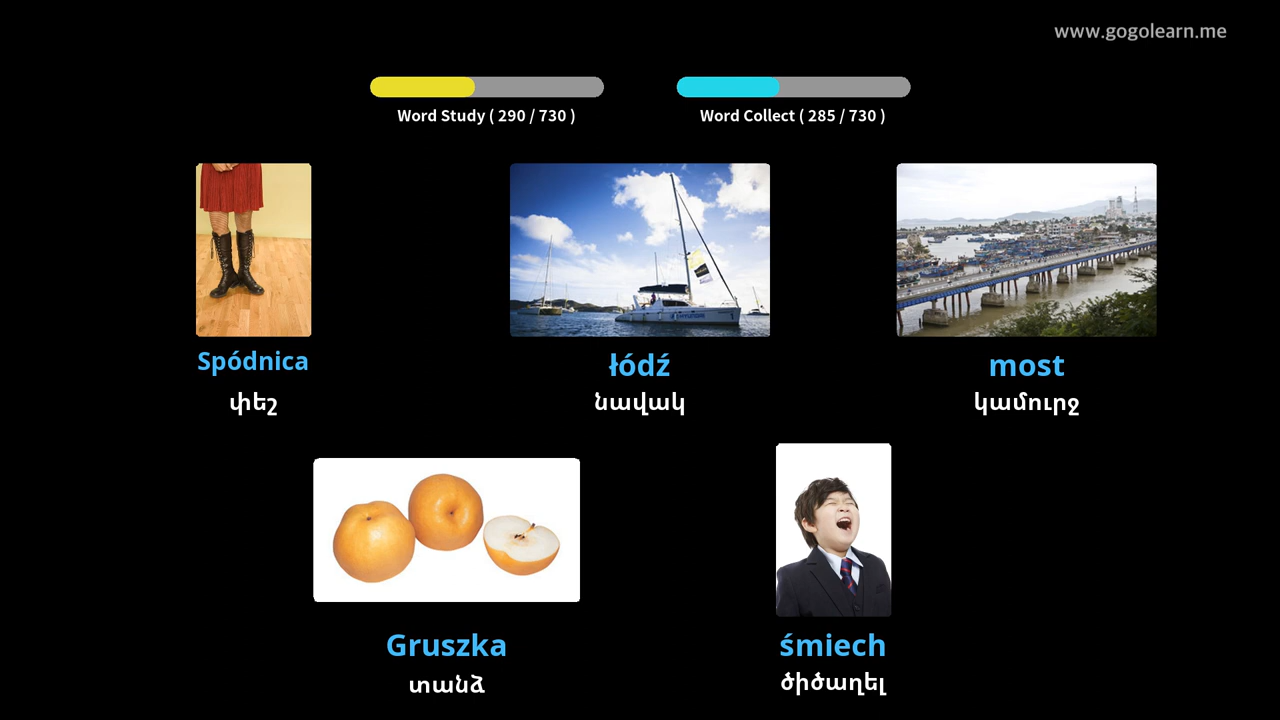 www.gogolearn.me
Word Study ( 290 / 730 )
Word Collect ( 285 / 730 )
Spódnica
փեշ
łódź
նավակ
most
կամուրջ
Gruszka
տանձ
śmiech
ծիծաղել